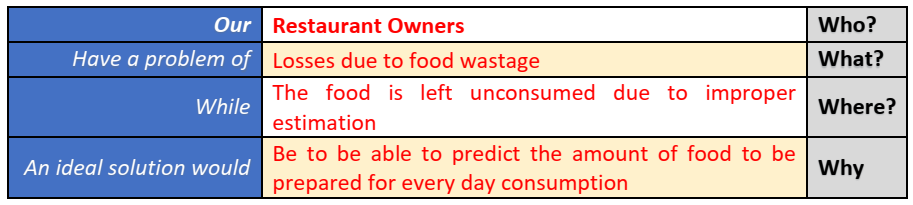 Our Restaurant Owners Who?
Have a problem of Losses due to food wastage What?
While The food is left unconsumed due to improper estimation Where?
An ideal solution would Be to be able to predict the amount of food to be prepared for every day consumption Why